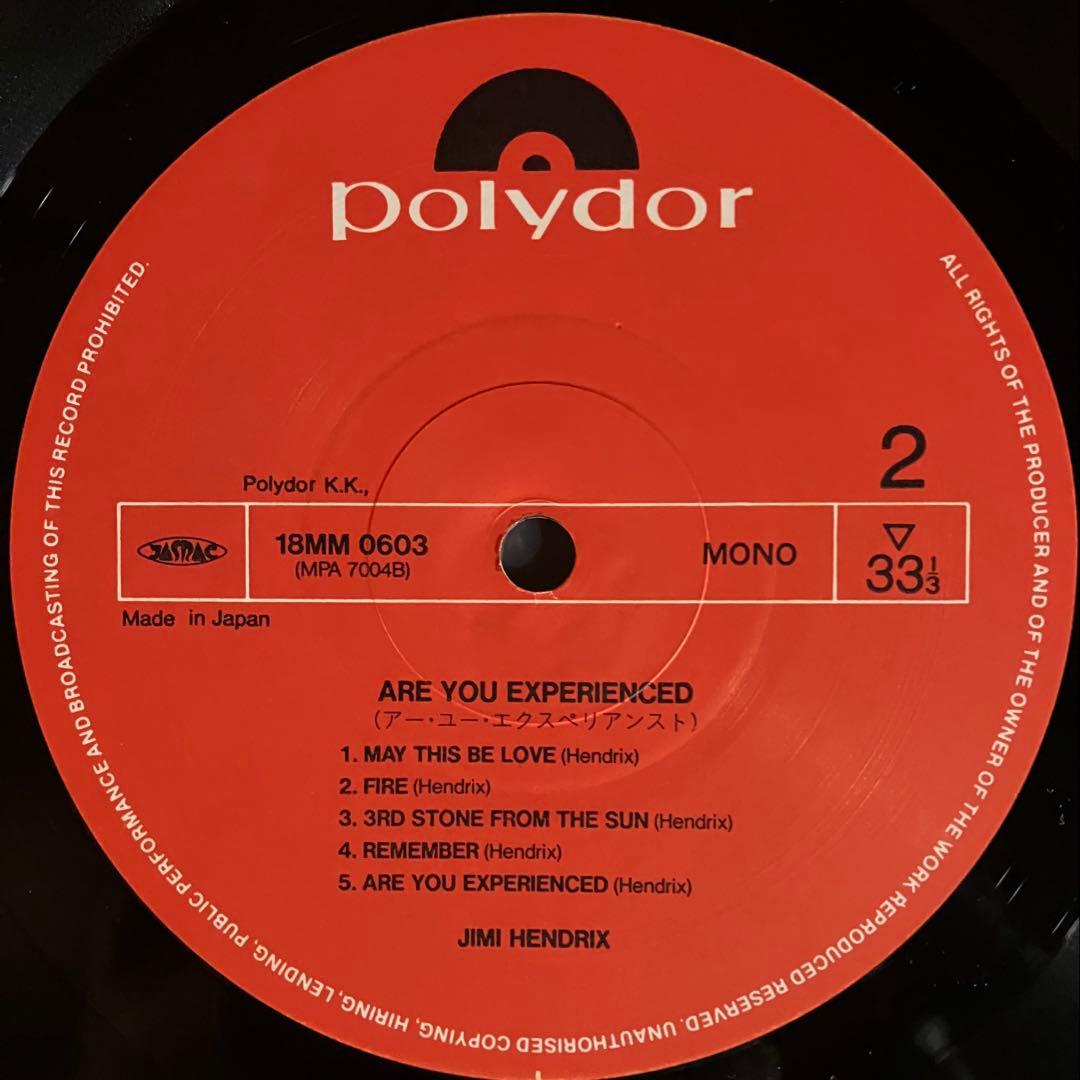 polydor
ALL RIGHTS OF THE PRODUCER AND OF THE OWNER OF THE WORK REPRODUCED RESERVED. UNAUTHORISED COPYING, HIRING, LENDING, PUBLIC PERFORMANCE AND BROADCASTING OF THIS RECORD PROHIBITED.
2
Polydor K.K.,
JASRAC
18MM 0603
(MPA 7004B)
MONO
▽
33 1/3
Made in Japan
ARE YOU EXPERIENCED
(アー・ユー・エクスペリアンスト)
1. MAY THIS BE LOVE (Hendrix)
2. FIRE (Hendrix)
3. 3RD STONE FROM THE SUN (Hendrix)
4. REMEMBER (Hendrix)
5. ARE YOU EXPERIENCED (Hendrix)
JIMI HENDRIX